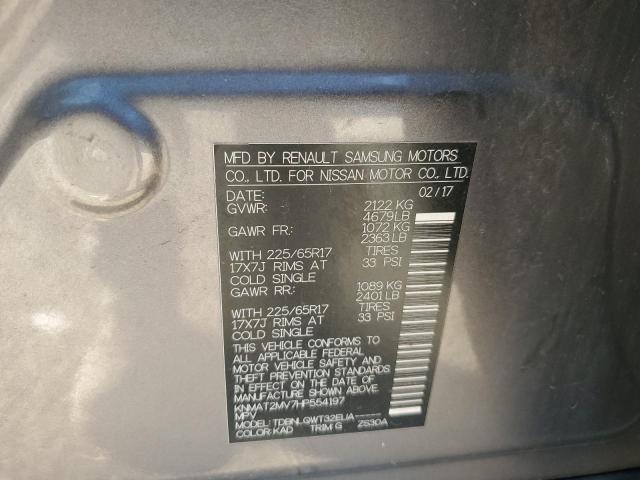 MFD BY RENAULT SAMSUNG MOTORS
CO., LTD. FOR NISSAN MOTOR CO., LTD.
DATE: 02/17
GVWR: 2122 KG
4679 LB
GAWR FR: 1072 KG
2363 LB
WITH 225/65R17 TIRES
17X7J RIMS AT 33 PSI
COLD SINGLE
GAWR RR: 1089 KG
2401 LB
WITH 225/65R17 TIRES
17X7J RIMS AT 33 PSI
COLD SINGLE
THIS VEHICLE CONFORMS TO
ALL APPLICABLE FEDERAL
MOTOR VEHICLE SAFETY AND
THEFT PREVENTION STANDARDS
IN EFFECT ON THE DATE OF
MANUFACTURE SHOWN ABOVE.
KNMAT2MV7HP554197
MPV
MODEL: TDBNLQWT32EUA-----
COLOR: KAD TRIM: G ZS30A